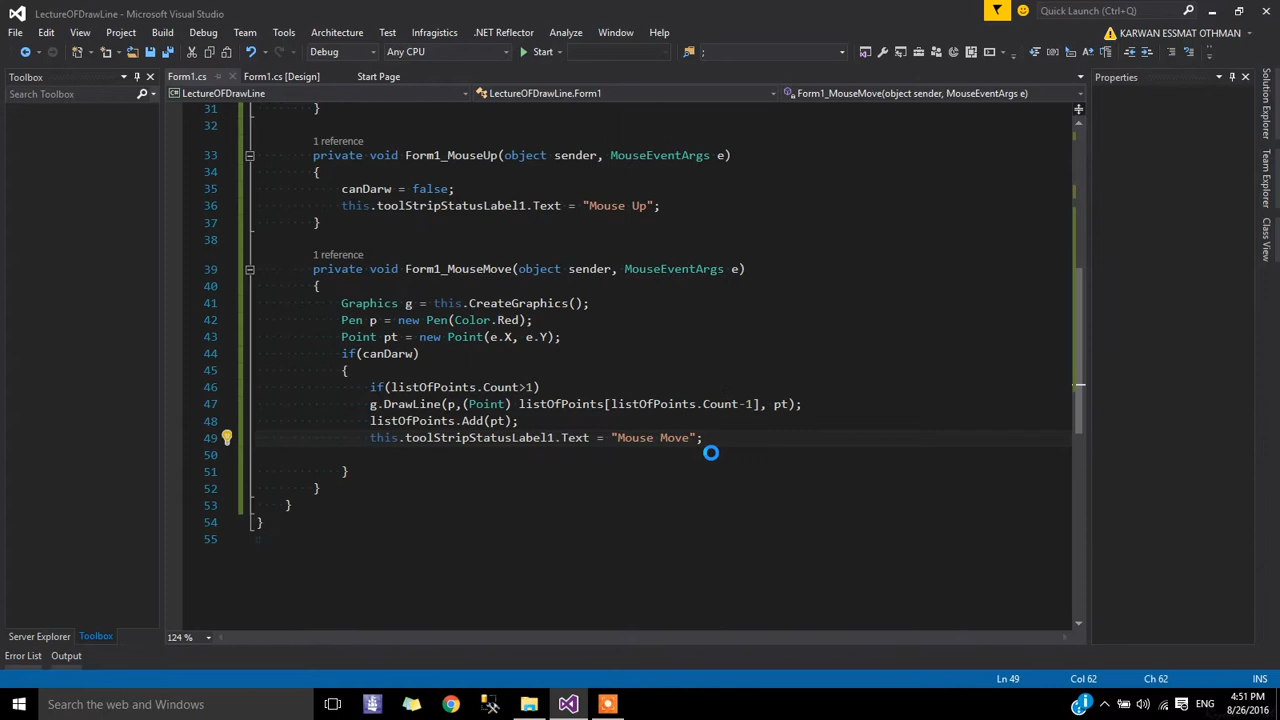 LectureOFDrawLine - Microsoft Visual Studio
Quick Launch (Ctrl+Q)
File Edit View Project Build Debug Team Tools Architecture Test .NET Reflector Integrations Analyze Window Help
KARWAN ESSMAT OTHMAN
Debug Any CPU Start ;
Toolbox
Form1.cs Form1.cs [Design] Start Page
Properties
Search Toolbox
LectureOFDrawLine LectureOFDrawLine.Form1 Form1_MouseMove(object sender, MouseEventArgs e)
31 }
32
1 reference
33 private void Form1_MouseUp(object sender, MouseEventArgs e)
34 {
35 canDarw = false;
36 this.toolStripStatusLabel1.Text = "Mouse Up";
37 }
38
1 reference
39 private void Form1_MouseMove(object sender, MouseEventArgs e)
40 {
41 Graphics g = this.CreateGraphics();
42 Pen p = new Pen(Color.Red);
43 Point pt = new Point(e.X, e.Y);
44 if(canDarw)
45 {
46 if(listOfPoints.Count>1)
47 g.DrawLine(p,(Point) listOfPoints[listOfPoints.Count-1], pt);
48 listOfPoints.Add(pt);
49 this.toolStripStatusLabel1.Text = "Mouse Move";
50
51 }
52 }
53 }
54 }
55
Solution Explorer
Team Explorer
Class View
124 %
Server Explorer Toolbox
Error List Output
Ln 49 Col 62 Ch 62 INS
Search the web and Windows
ENG
4:51 PM
8/26/2016